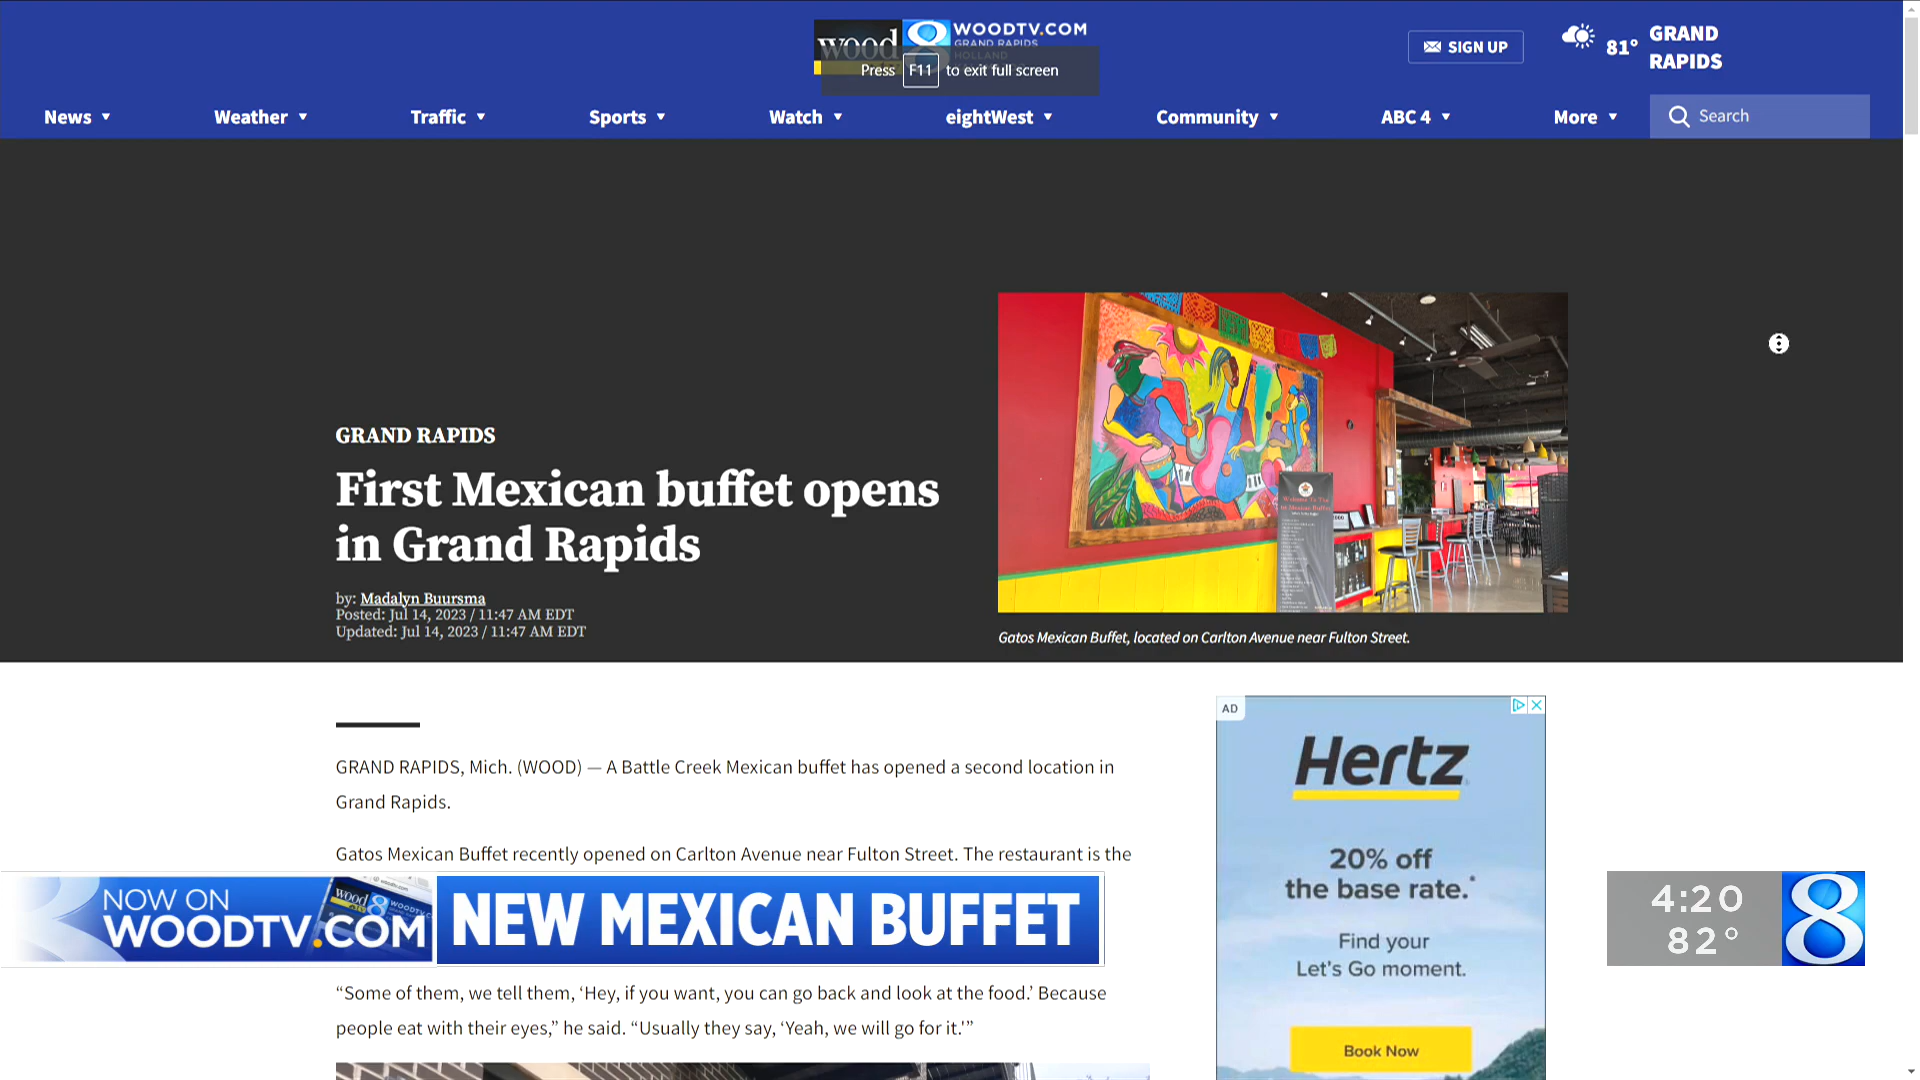 wood
8
WOODTV.COM
GRAND RAPIDS
HOLLAND
Press F11 to exit full screen
SIGN UP
81°
GRAND
RAPIDS
News
Weather
Traffic
Sports
Watch
eightWest
Community
ABC 4
More
Search
GRAND RAPIDS
First Mexican buffet opens
in Grand Rapids
by: Madalyn Buursma
Posted: Jul 14, 2023 / 11:47 AM EDT
Updated: Jul 14, 2023 / 11:47 AM EDT
Welcome To The
Gatos Mexican Buffet, located on Carlton Avenue near Fulton Street.
GRAND RAPIDS, Mich. (WOOD) — A Battle Creek Mexican buffet has opened a second location in
Grand Rapids.
Gatos Mexican Buffet recently opened on Carlton Avenue near Fulton Street. The restaurant is the
NOW ON
WOODTV.COM
wood
8
NEW MEXICAN BUFFET
“Some of them, we tell them, ‘Hey, if you want, you can go back and look at the food.’ Because
people eat with their eyes,” he said. “Usually they say, ‘Yeah, we will go for it.'”
AD
Hertz
20% off
the base rate.*
Find your
Let's Go moment.
Book Now
4:20
82°
8